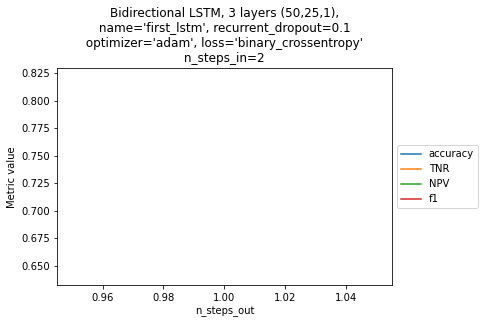 Bidirectional LSTM, 3 layers (50,25,1),
name='first_lstm', recurrent_dropout=0.1
optimizer='adam', loss='binary_crossentropy'
n_steps_in=2
0.825
0.800
0.775
0.750
0.725
0.700
0.675
0.650
Metric value
accuracy
TNR
NPV
f1
0.96
0.98
1.00
1.02
1.04
n_steps_out